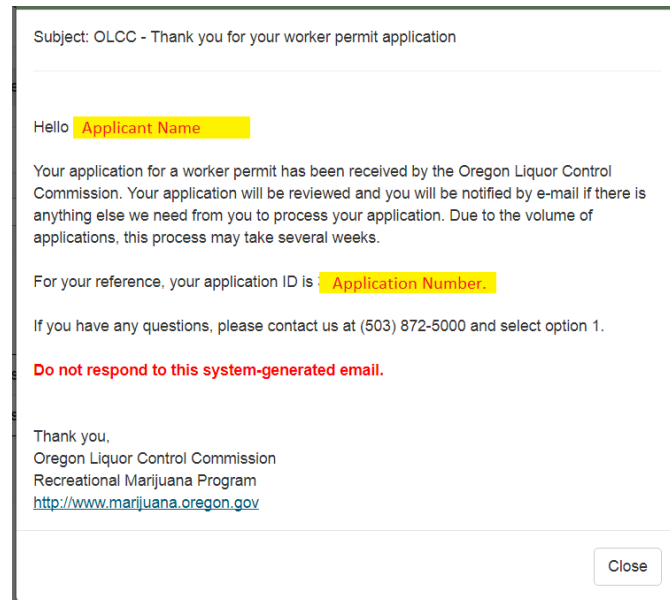 Subject: OLCC - Thank you for your worker permit application
Hello Applicant Name
Your application for a worker permit has been received by the Oregon Liquor Control
Commission. Your application will be reviewed and you will be notified by e-mail if there is
anything else we need from you to process your application. Due to the volume of
applications, this process may take several weeks.
For your reference, your application ID is Application Number.
If you have any questions, please contact us at (503) 872-5000 and select option 1.
Do not respond to this system-generated email.
Thank you,
Oregon Liquor Control Commission
Recreational Marijuana Program
http://www.marijuana.oregon.gov
Close